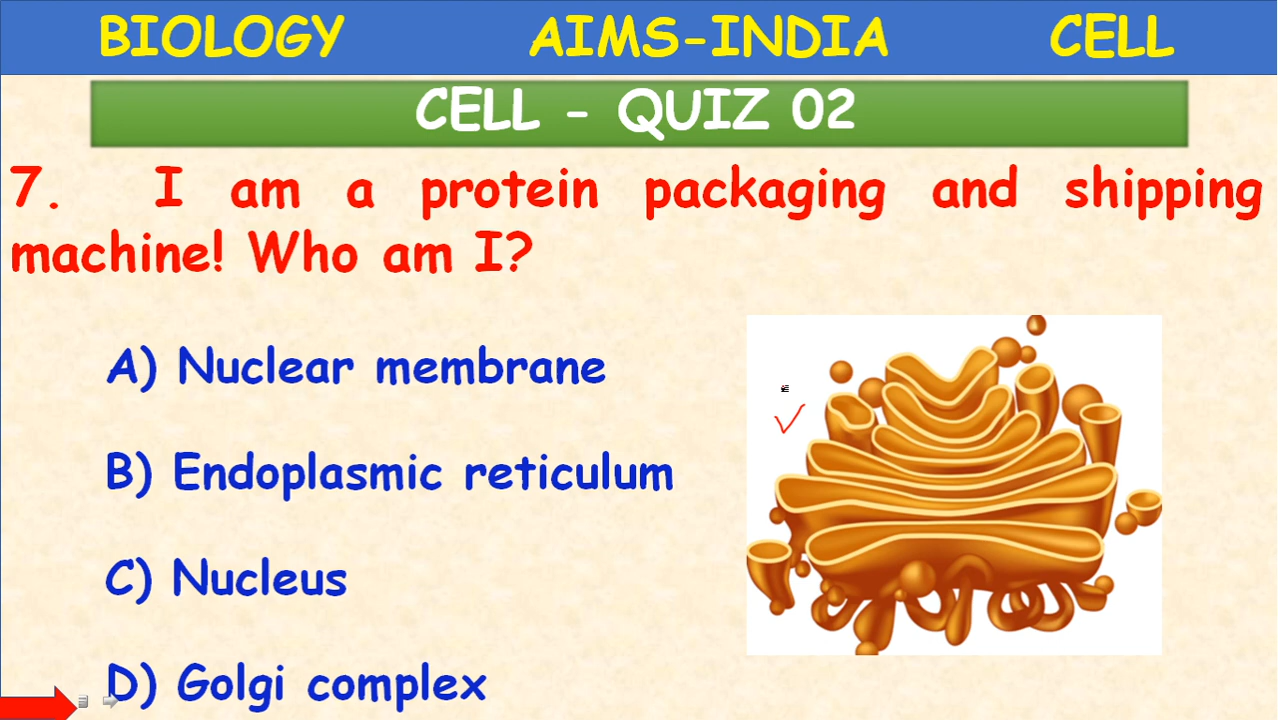 BIOLOGY AIMS-INDIA CELL
CELL - QUIZ 02
7. I am a protein packaging and shipping
machine! Who am I?
A) Nuclear membrane
B) Endoplasmic reticulum
C) Nucleus
D) Golgi complex